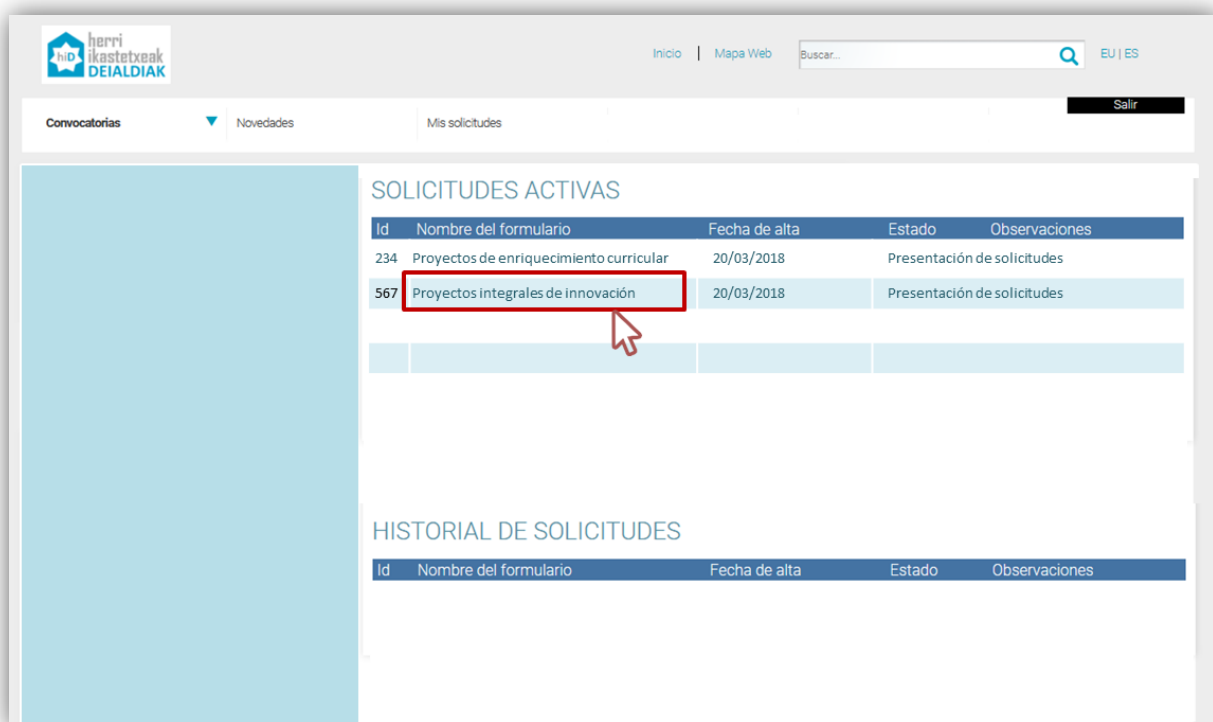 herri
hiD ikastetxeak
DEIALDIAK
Inicio | Mapa Web Buscar... EU | ES
Salir
Convocatorias Novedades Mis solicitudes
SOLICITUDES ACTIVAS
Id Nombre del formulario Fecha de alta Estado Observaciones
234 Proyectos de enriquecimiento curricular 20/03/2018 Presentación de solicitudes
567 Proyectos integrales de innovación 20/03/2018 Presentación de solicitudes
HISTORIAL DE SOLICITUDES
Id Nombre del formulario Fecha de alta Estado Observaciones